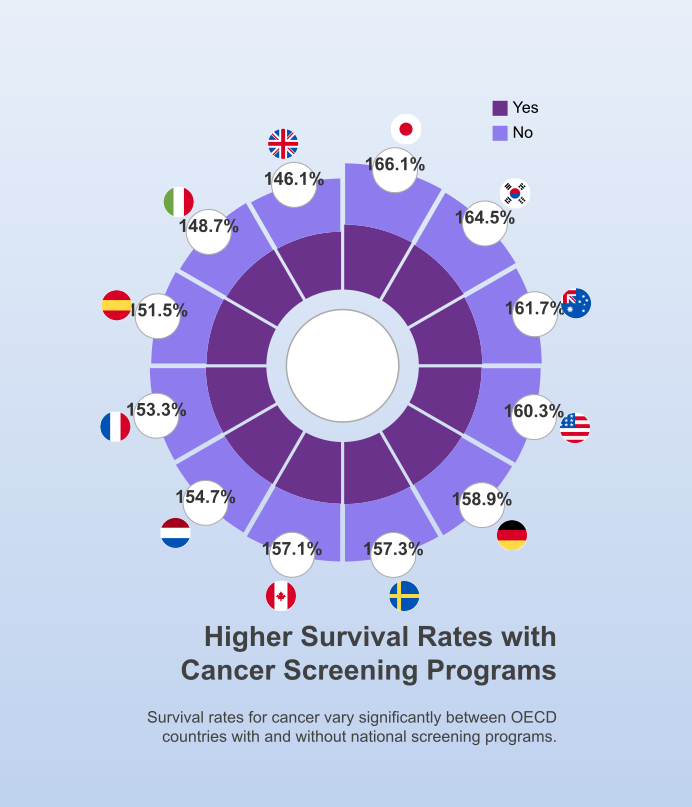 Yes
No
166.1%
164.5%
161.7%
160.3%
158.9%
157.3%
157.1%
154.7%
153.3%
151.5%
148.7%
146.1%
Higher Survival Rates with
Cancer Screening Programs
Survival rates for cancer vary significantly between OECD
countries with and without national screening programs.